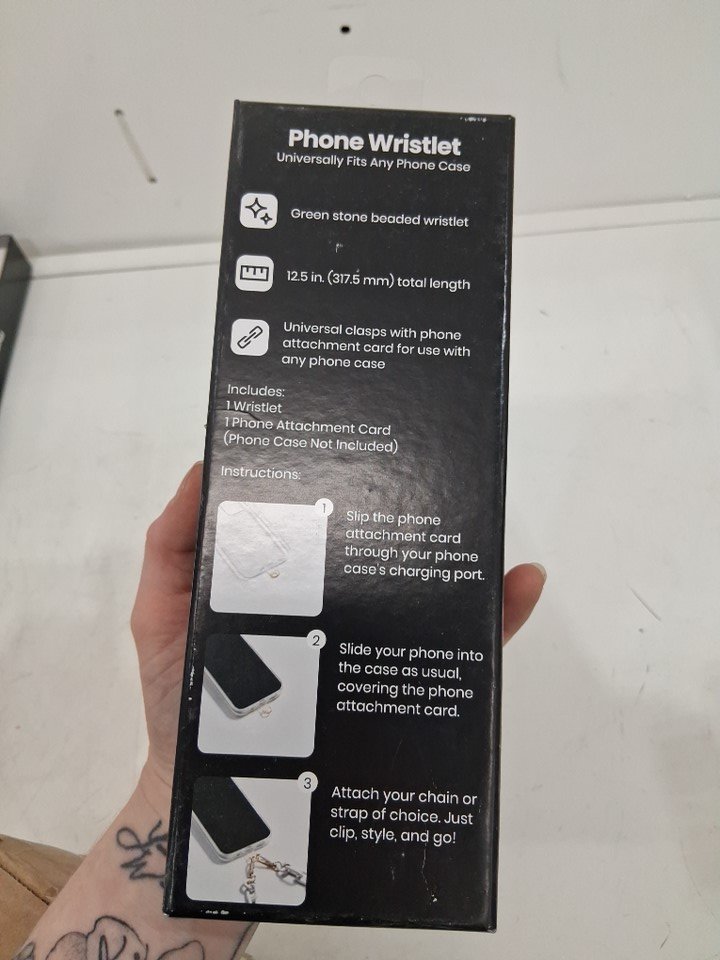 Phone Wristlet
Universally Fits Any Phone Case
Green stone beaded wristlet
12.5 in. (317.5 mm) total length
Universal clasps with phone
attachment card for use with
any phone case
Includes:
1 Wristlet
1 Phone Attachment Card
(Phone Case Not Included)
Instructions:
1
Slip the phone
attachment card
through your phone
case's charging port.
2
Slide your phone into
the case as usual,
covering the phone
attachment card.
3
Attach your chain or
strap of choice. Just
clip, style, and go!